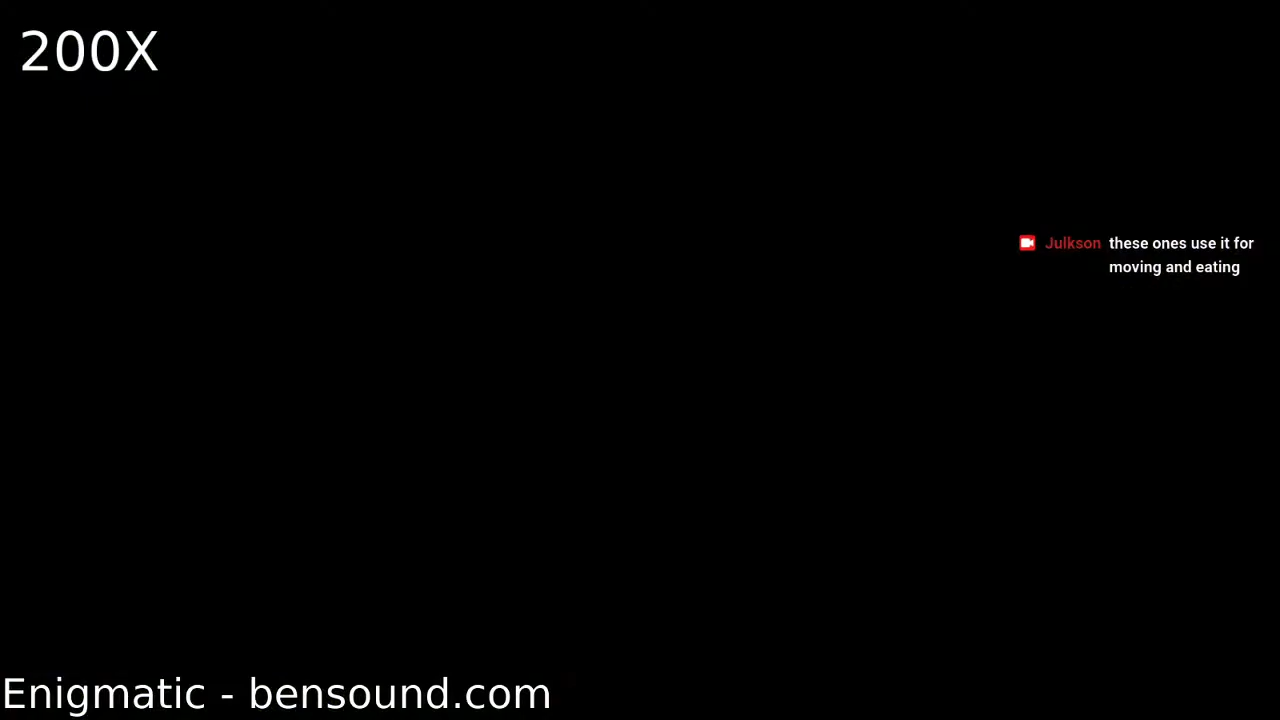 200X
Julkson these ones use it for
moving and eating
Enigmatic - bensound.com